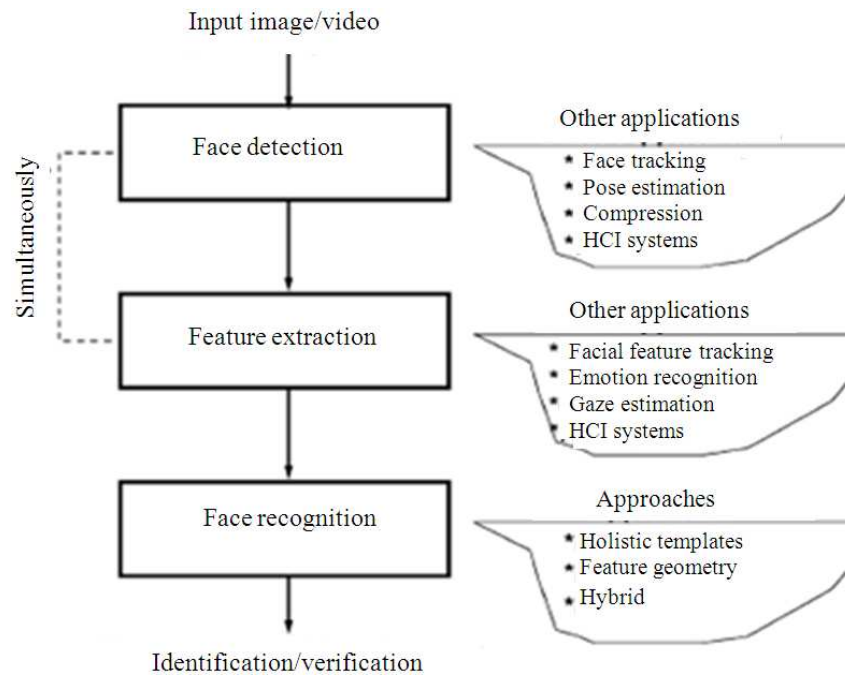 Input image/video
Face detection
Other applications
* Face tracking
* Pose estimation
* Compression
* HCI systems
Simultaneously
Feature extraction
Other applications
* Facial feature tracking
* Emotion recognition
* Gaze estimation
* HCI systems
Face recognition
Approaches
* Holistic templates
* Feature geometry
* Hybrid
Identification/verification